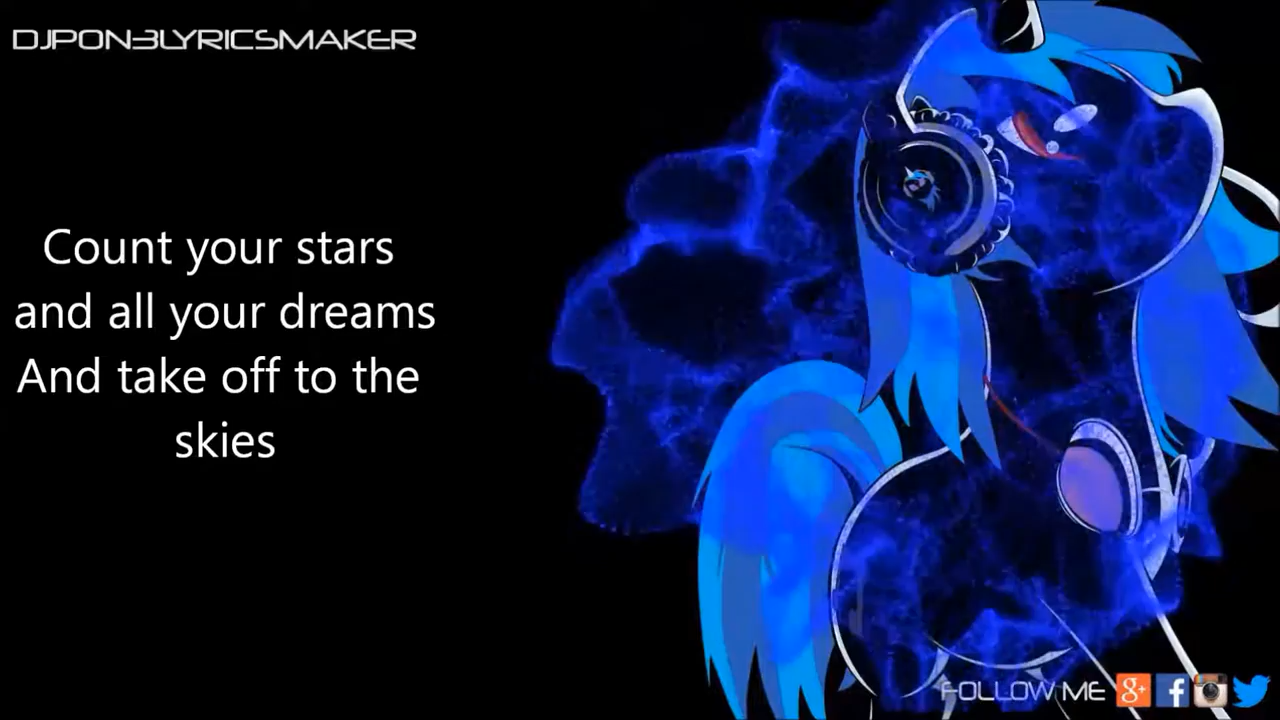 DJPON3LYRICSMAKER
Count your stars
and all your dreams
And take off to the
skies
FOLLOW ME